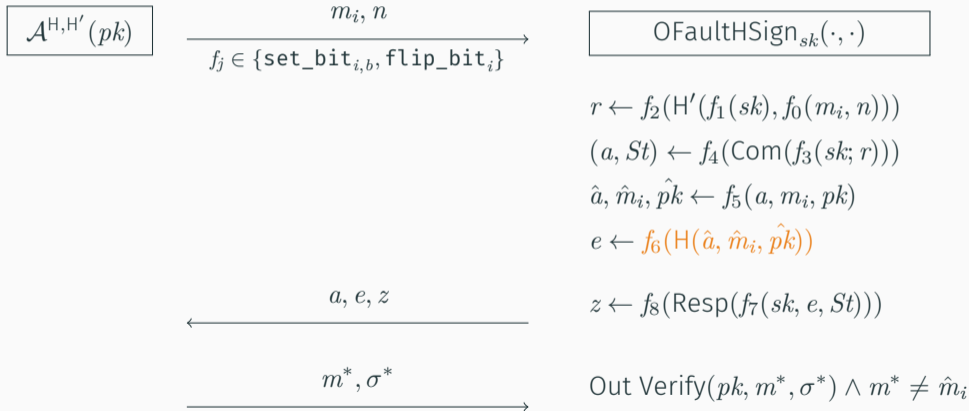 𝒜^{H,H′}(pk)
m_i, n
f_j ∈ {set_bit_{i,b}, flip_bit_i}
OFaultHSign_{sk}(·, ·)
r ← f_2(H′(f_1(sk), f_0(m_i, n)))
(a, St) ← f_4(Com(f_3(sk; r)))
â, m̂_i, p̂k ← f_5(a, m_i, pk)
e ← f_6(H(â, m̂_i, p̂k))
a, e, z
z ← f_8(Resp(f_7(sk, e, St)))
m*, σ*
Out Verify(pk, m*, σ*) ∧ m* ≠ m̂_i